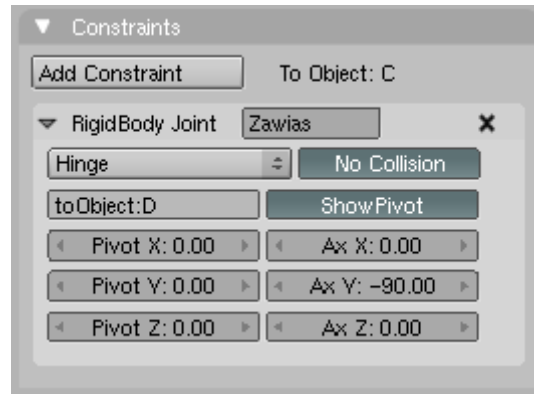 Constraints
Add Constraint To Object: C
RigidBody Joint Zawias
Hinge No Collision
toObject:D ShowPivot
Pivot X: 0.00 Ax X: 0.00
Pivot Y: 0.00 Ax Y: -90.00
Pivot Z: 0.00 Ax Z: 0.00